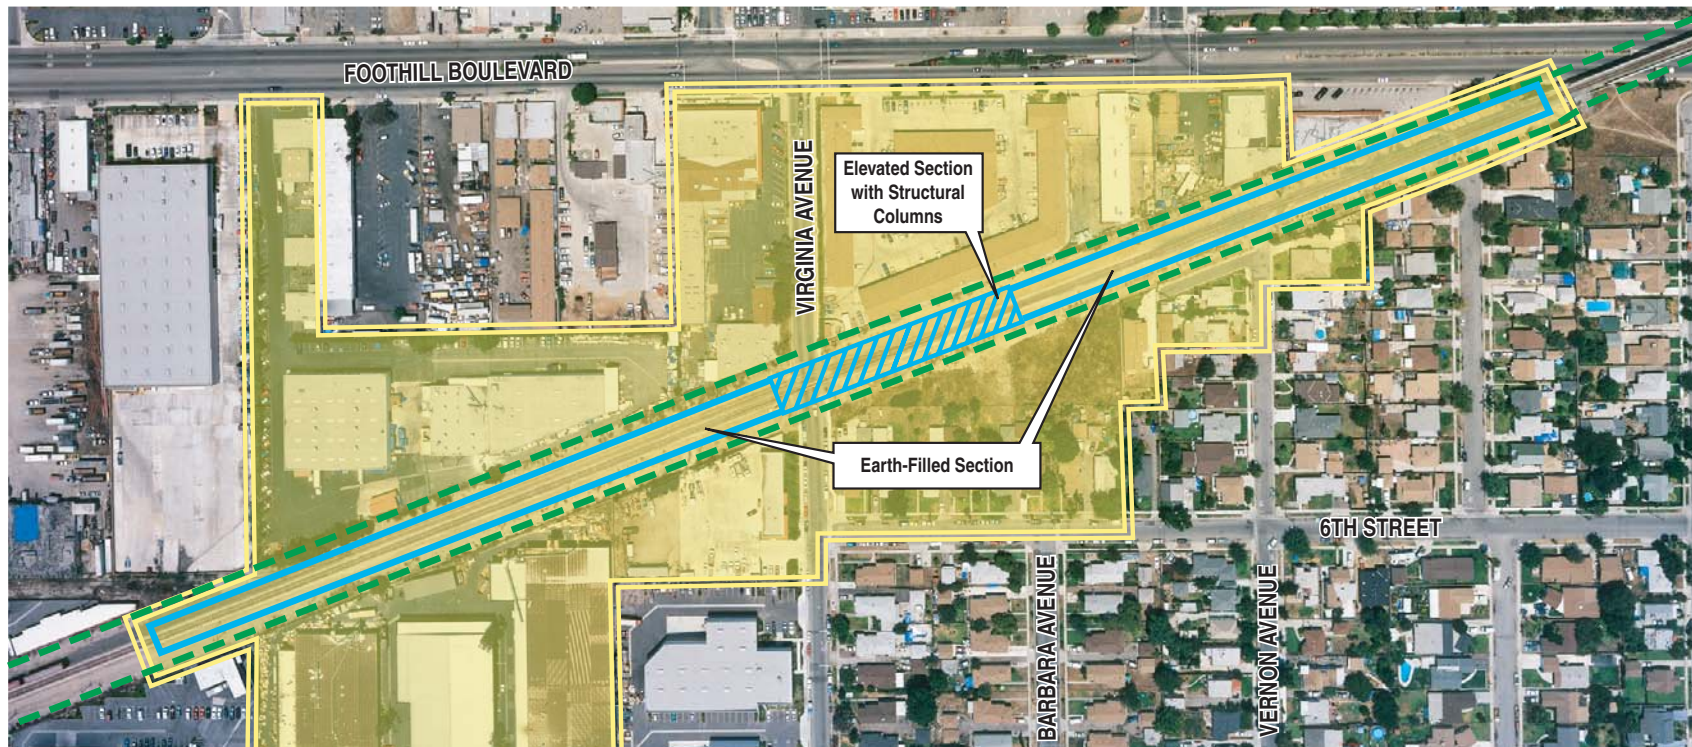 FOOTHILL BOULEVARD
VIRGINIA AVENUE
Elevated Section
with Structural
Columns
Earth-Filled Section
6TH STREET
BARBARA AVENUE
VERNON AVENUE